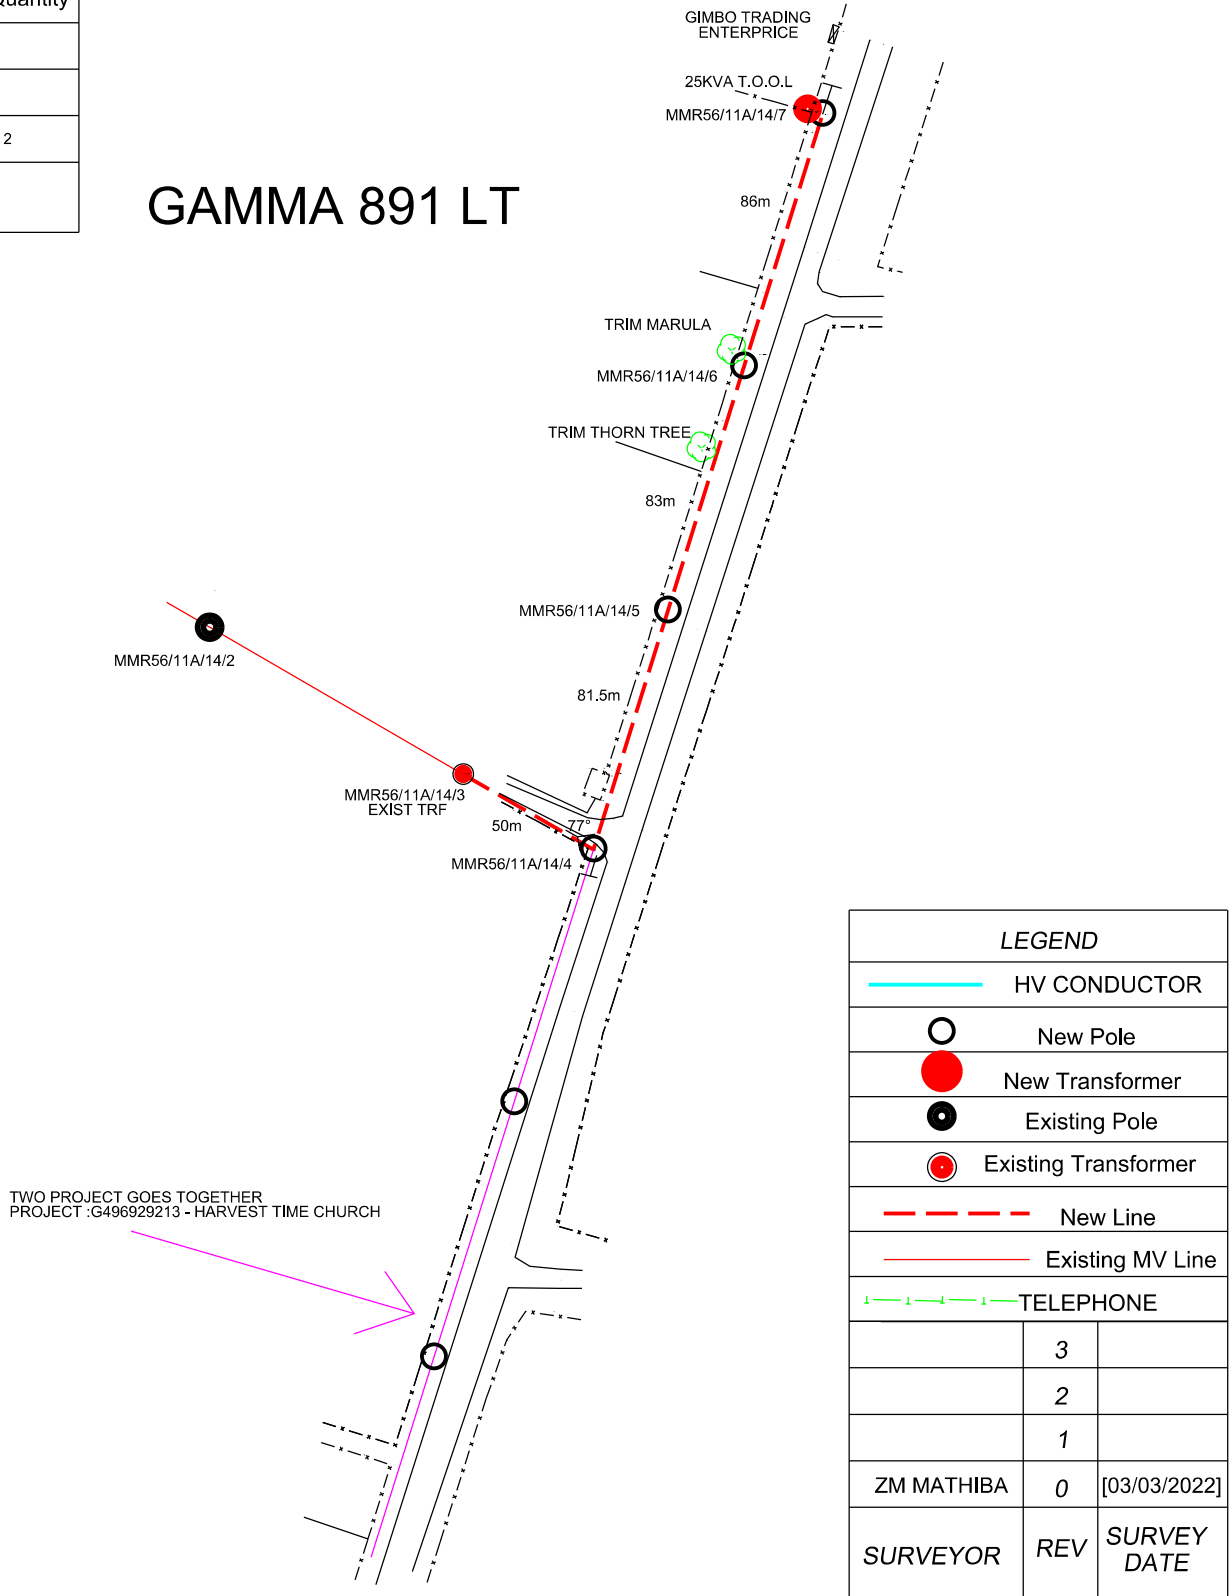 Quantity
2
GAMMA 891 LT
GIMBO TRADING
ENTERPRICE
25KVA T.O.O.L
MMR56/11A/14/7
86m
TRIM MARULA
MMR56/11A/14/6
TRIM THORN TREE
83m
MMR56/11A/14/5
MMR56/11A/14/2
81.5m
MMR56/11A/14/3
EXIST TRF
50m
77°
MMR56/11A/14/4
TWO PROJECT GOES TOGETHER
PROJECT :G496929213 - HARVEST TIME CHURCH
LEGEND
HV CONDUCTOR
New Pole
New Transformer
Existing Pole
Existing Transformer
New Line
Existing MV Line
TELEPHONE
3
2
1
ZM MATHIBA 0 [03/03/2022]
SURVEYOR REV SURVEY
DATE